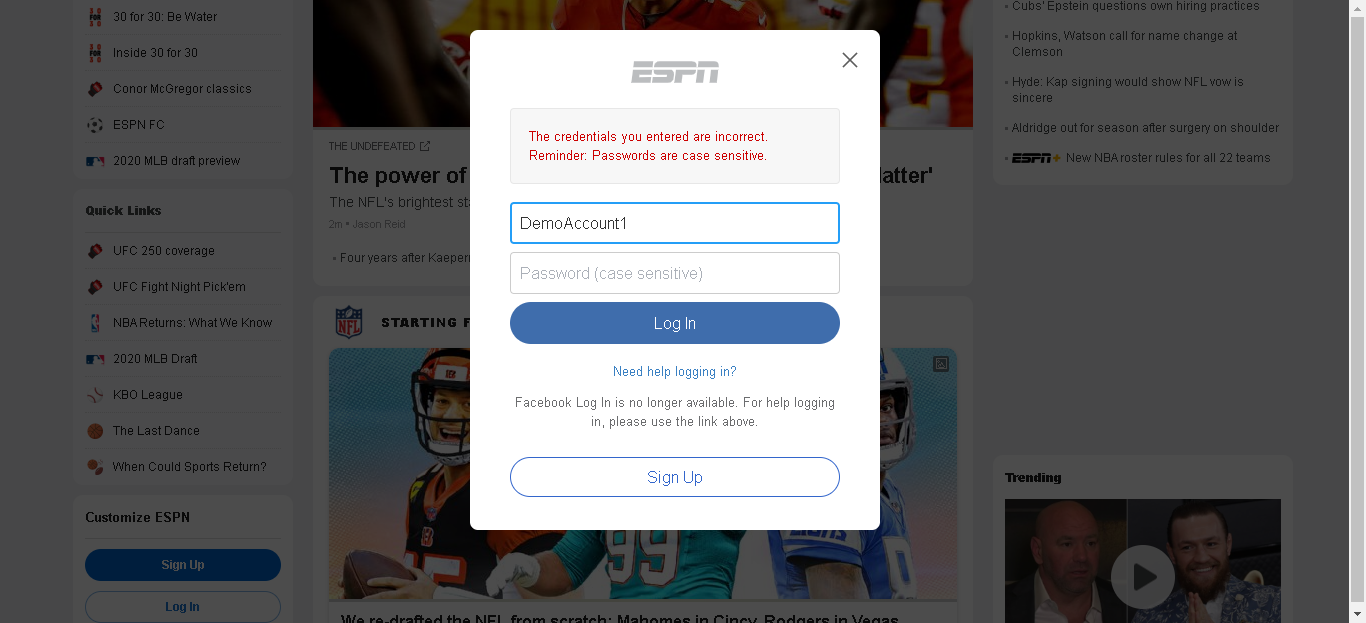 30 for 30: Be Water
Inside 30 for 30
Conor McGregor classics
ESPN FC
2020 MLB draft preview
Quick Links
UFC 250 coverage
UFC Fight Night Pick'em
NBA Returns: What We Know
2020 MLB Draft
KBO League
The Last Dance
When Could Sports Return?
Customize ESPN
Sign Up
Log In
THE UNDEFEATED
The power of
atter'
The NFL's brightest sta
2m • Jason Reid
• Four years after Kaepern
NFL
STARTING F
We re-drafted the NFL from scratch: Mahomes in Cincy, Rodgers in Vegas
ESPN
The credentials you entered are incorrect.
Reminder: Passwords are case sensitive.
DemoAccount1
Password (case sensitive)
Log In
Need help logging in?
Facebook Log In is no longer available. For help logging
in, please use the link above.
Sign Up
• Cubs' Epstein questions own hiring practices
• Hopkins, Watson call for name change at
Clemson
• Hyde: Kap signing would show NFL vow is
sincere
• Aldridge out for season after surgery on shoulder
• ESPN+ New NBA roster rules for all 22 teams
Trending